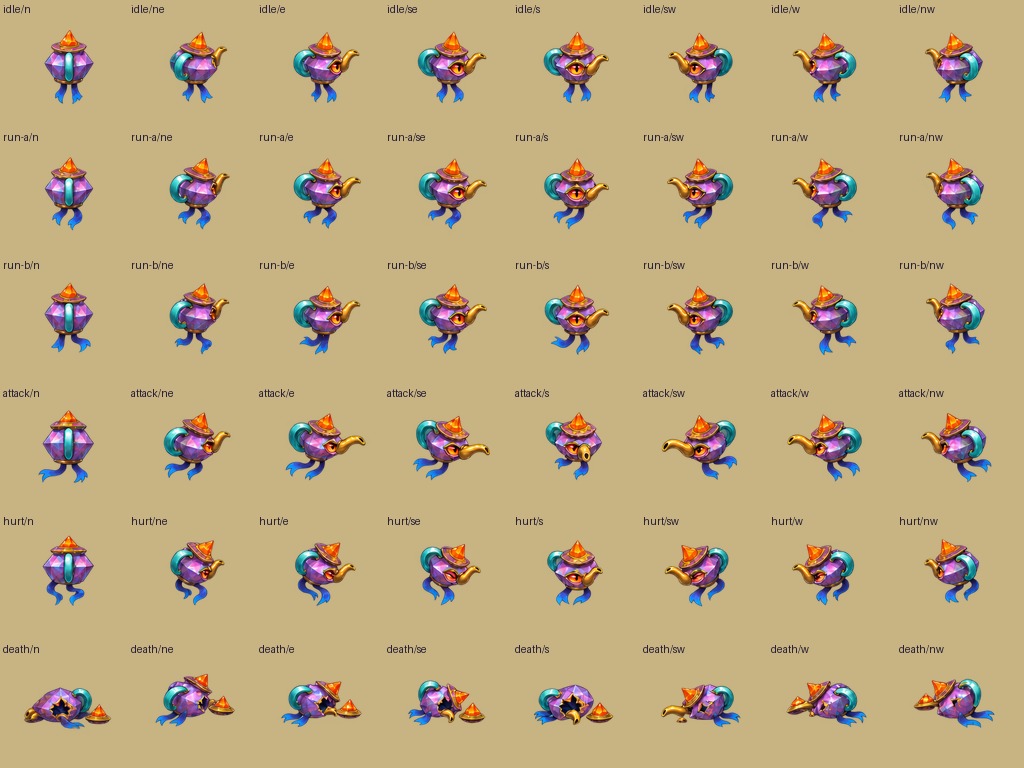 idle/n idle/ne idle/e idle/se idle/s idle/sw idle/w idle/nw
run-a/n run-a/ne run-a/e run-a/se run-a/s run-a/sw run-a/w run-a/nw
run-b/n run-b/ne run-b/e run-b/se run-b/s run-b/sw run-b/w run-b/nw
attack/n attack/ne attack/e attack/se attack/s attack/sw attack/w attack/nw
hurt/n hurt/ne hurt/e hurt/se hurt/s hurt/sw hurt/w hurt/nw
death/n death/ne death/e death/se death/s death/sw death/w death/nw